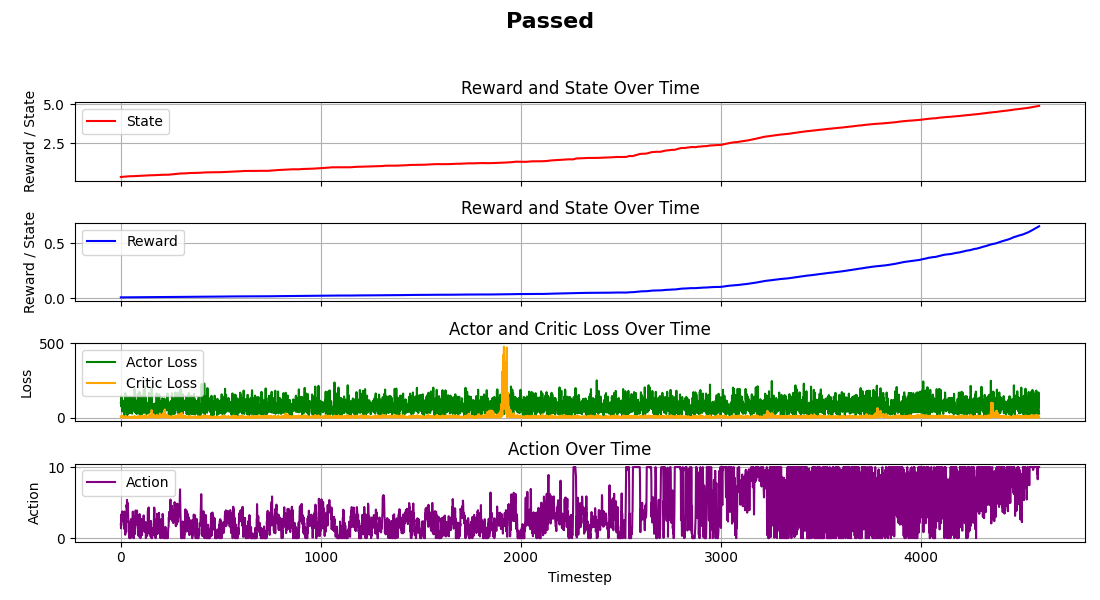 Passed
Reward and State Over Time
Reward / State
5.0
2.5
State
Reward and State Over Time
Reward / State
0.5
0.0
Reward
Actor and Critic Loss Over Time
Loss
500
0
Actor Loss
Critic Loss
Action Over Time
Action
10
0
Action
0 1000 2000 3000 4000
Timestep